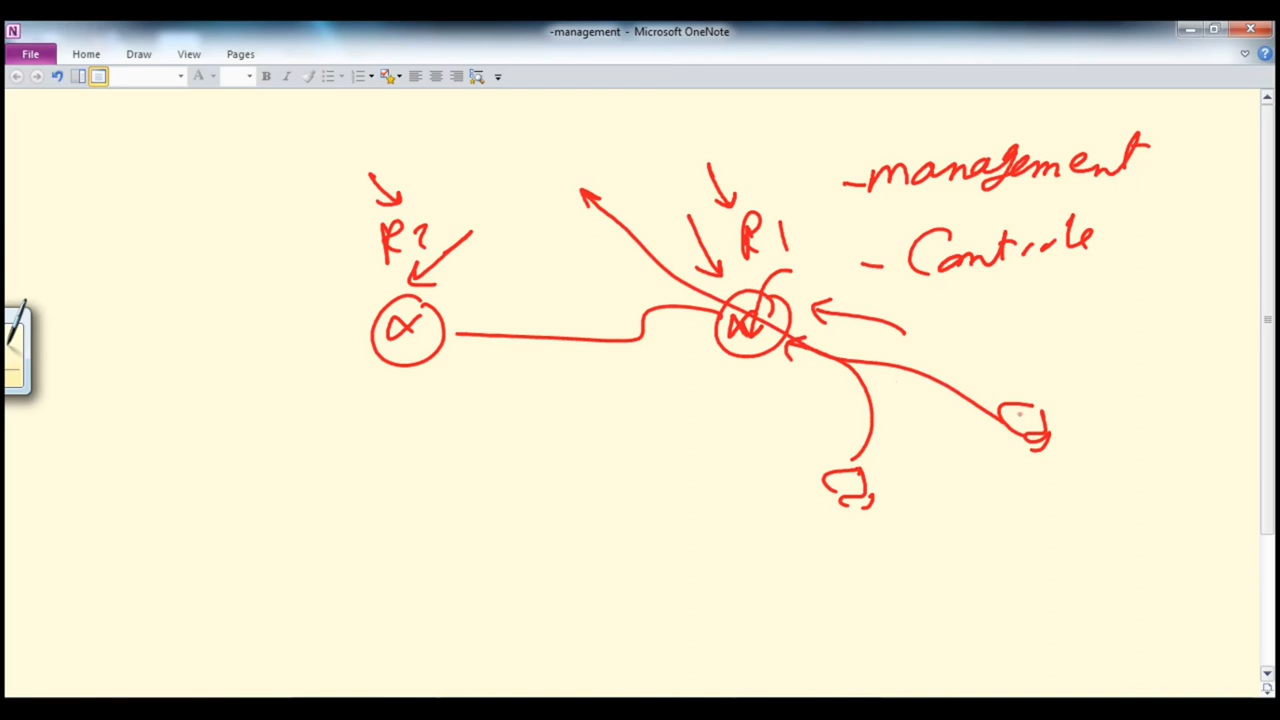 -management - Microsoft OneNote
File Home Draw View Pages
A B I
-management
- Controle
R2 R1